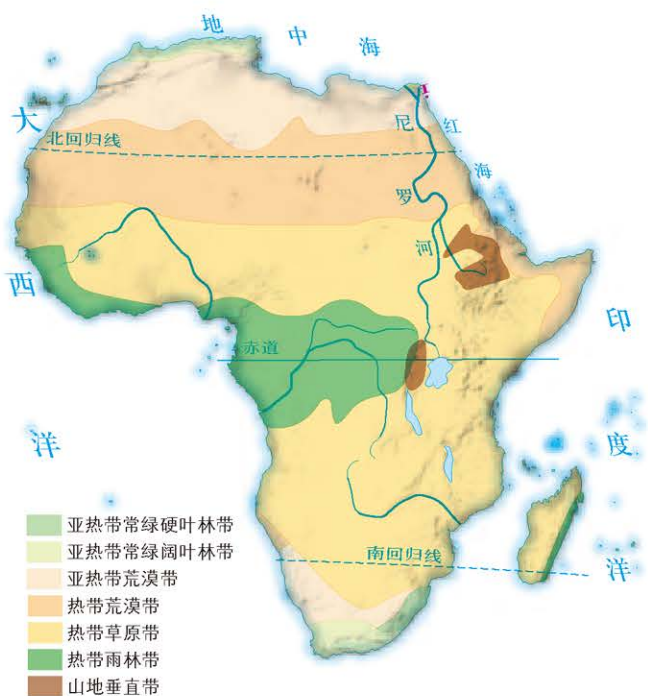 地中海
大西洋
北回归线
尼罗河
红海
赤道
印度洋
南回归线
亚热带常绿硬叶林带
亚热带常绿阔叶林带
亚热带荒漠带
热带荒漠带
热带草原带
热带雨林带
山地垂直带